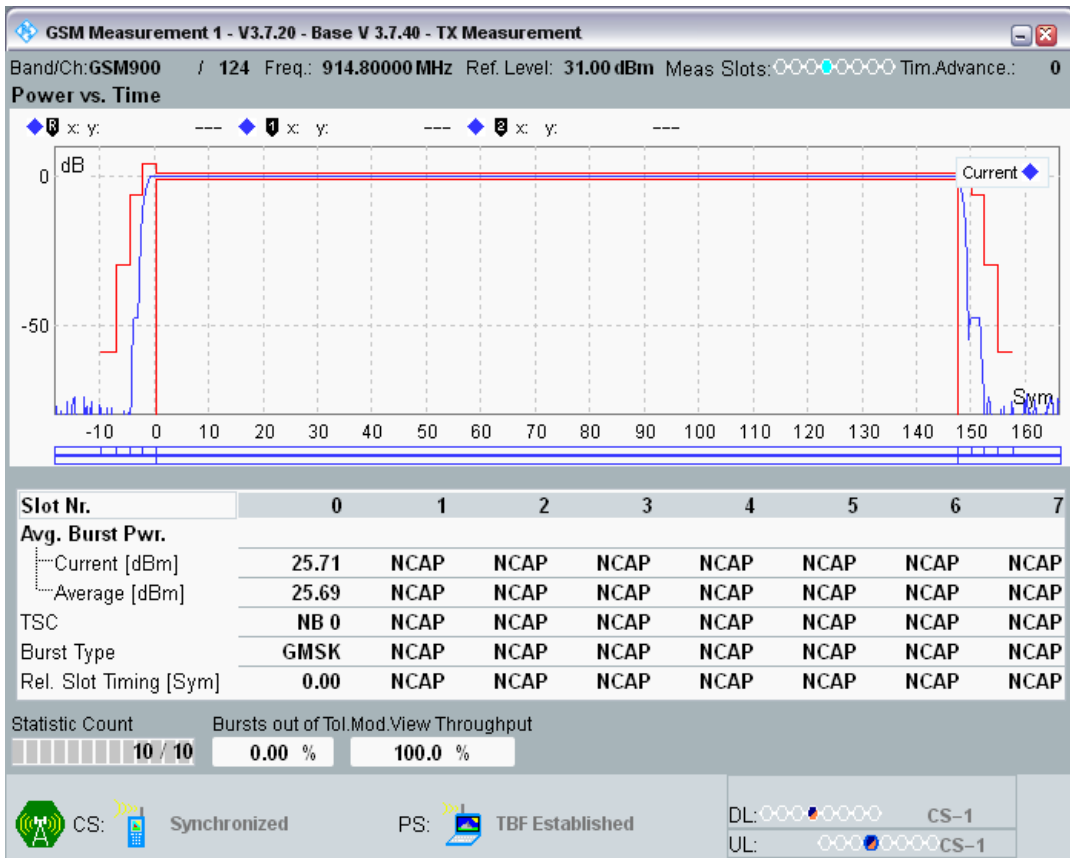 GSM Measurement 1 - V3.7.20 - Base V 3.7.40 - TX Measurement
Band/Ch:GSM900 / 124 Freq.: 914.80000 MHz Ref. Level: 31.00 dBm Meas Slots: Tim.Advance.: 0
Power vs. Time
R x: y: --- 1 x: y: --- 2 x: y: ---
dB
Current
0
-50
Sym
-10 0 10 20 30 40 50 60 70 80 90 100 110 120 130 140 150 160
Slot Nr. 0 1 2 3 4 5 6 7
Avg. Burst Pwr.
Current [dBm] 25.71 NCAP NCAP NCAP NCAP NCAP NCAP NCAP
Average [dBm] 25.69 NCAP NCAP NCAP NCAP NCAP NCAP NCAP
TSC NB 0 NCAP NCAP NCAP NCAP NCAP NCAP NCAP
Burst Type GMSK NCAP NCAP NCAP NCAP NCAP NCAP NCAP
Rel. Slot Timing [Sym] 0.00 NCAP NCAP NCAP NCAP NCAP NCAP NCAP
Statistic Count Bursts out of Tol.Mod.View Throughput
10 / 10 0.00 % 100.0 %
CS: Synchronized PS: TBF Established
DL: CS-1
UL: CS-1